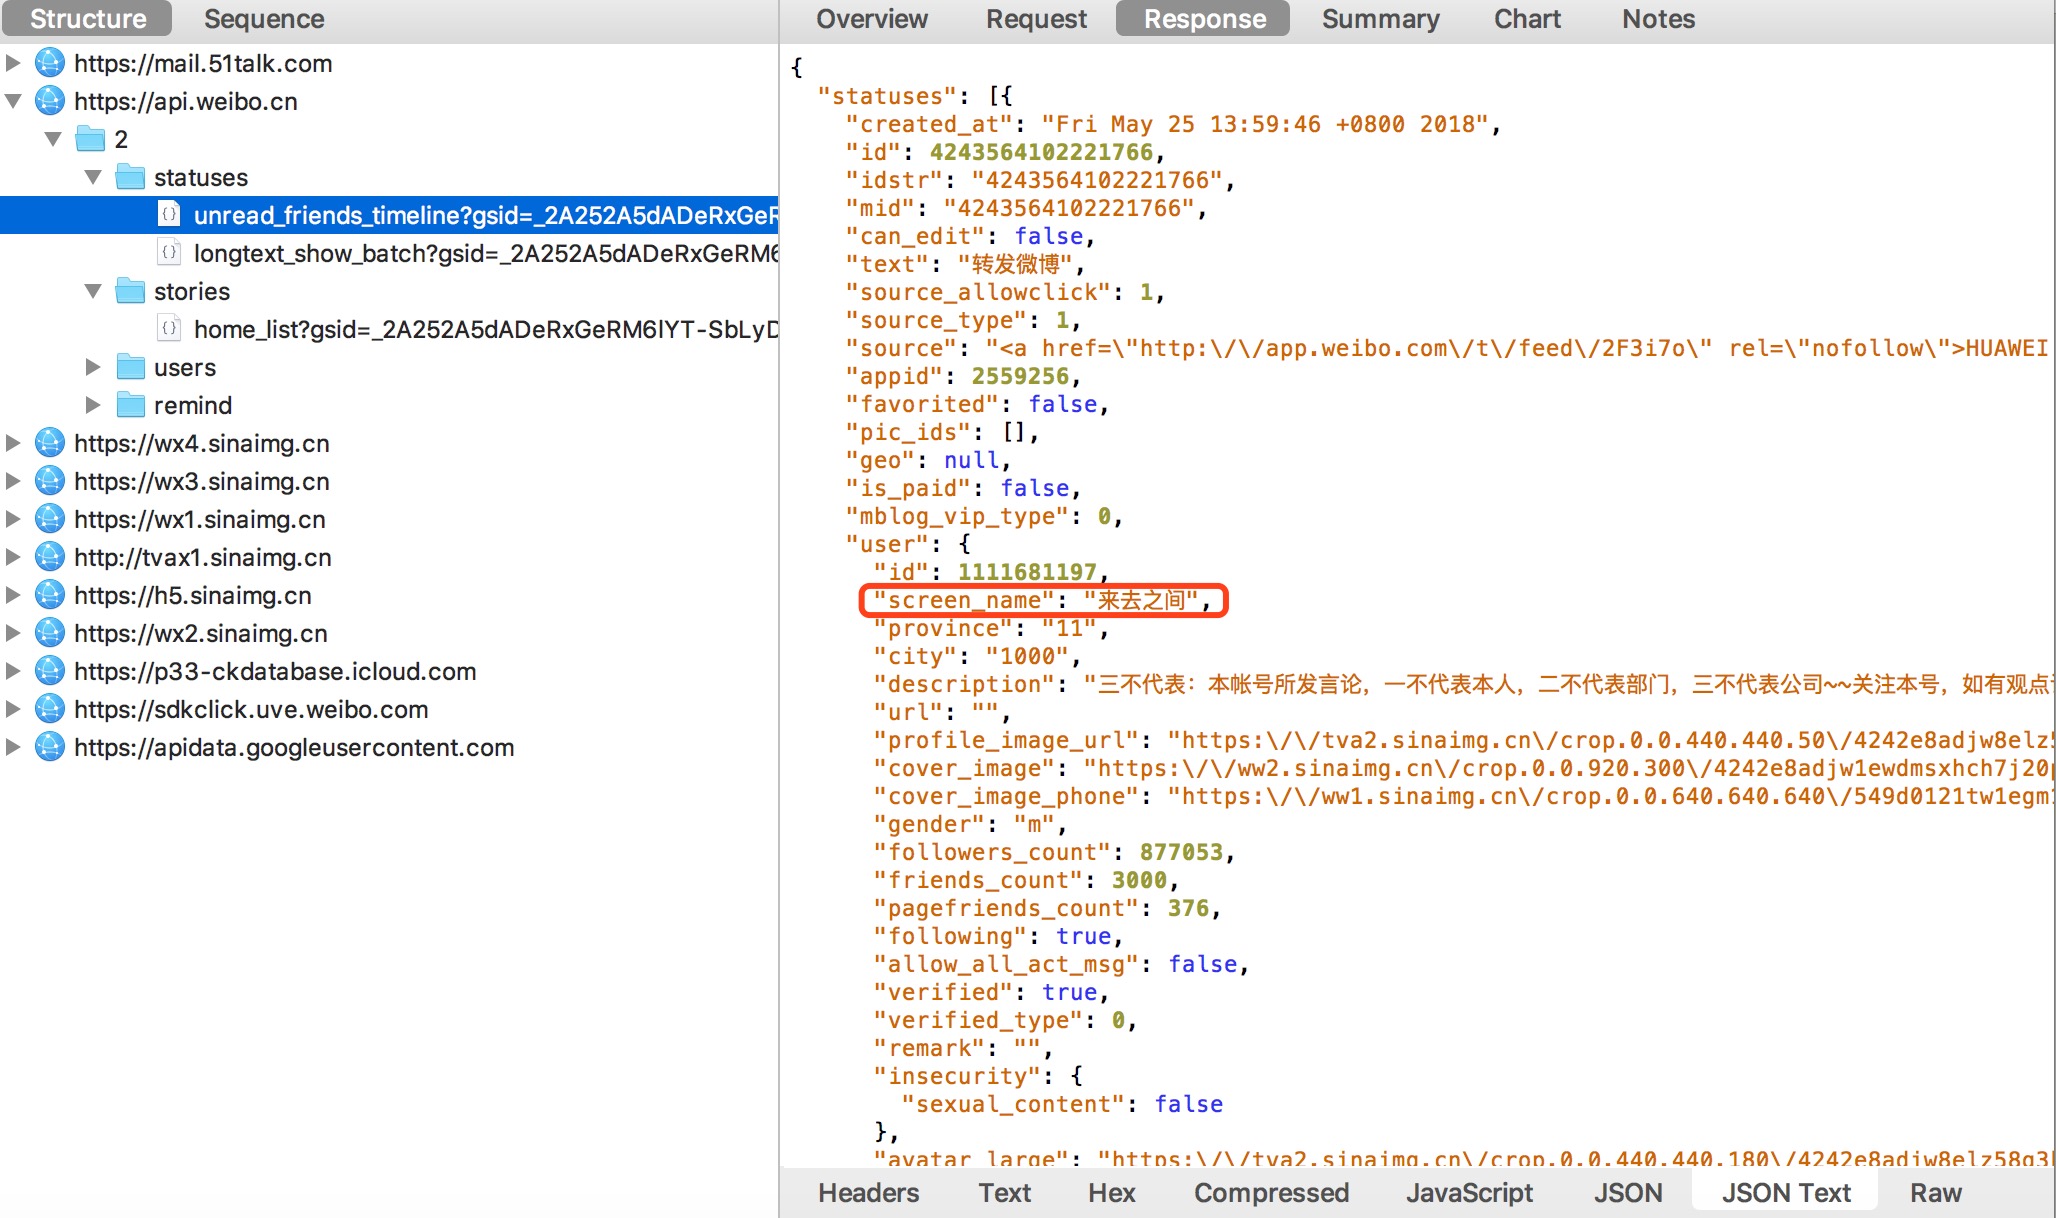 Structure Sequence
https://mail.51talk.com
https://api.weibo.cn
2
statuses
unread_friends_timeline?gsid=_2A252A5dADeRxGeR
longtext_show_batch?gsid=_2A252A5dADeRxGeRM6
stories
home_list?gsid=_2A252A5dADeRxGeRM6lYT-SbLyD
users
remind
https://wx4.sinaimg.cn
https://wx3.sinaimg.cn
https://wx1.sinaimg.cn
http://tvax1.sinaimg.cn
https://h5.sinaimg.cn
https://wx2.sinaimg.cn
https://p33-ckdatabase.icloud.com
https://sdkclick.uve.weibo.com
https://apidata.googleusercontent.com
Overview Request Response Summary Chart Notes
{
"statuses": [{
"created_at": "Fri May 25 13:59:46 +0800 2018",
"id": 4243564102221766,
"idstr": "4243564102221766",
"mid": "4243564102221766",
"can_edit": false,
"text": "转发微博",
"source_allowclick": 1,
"source_type": 1,
"source": "<a href=\"http:\/\/app.weibo.com\/t\/feed\/2F3i7o\" rel=\"nofollow\">HUAWEI
"appid": 2559256,
"favorited": false,
"pic_ids": [],
"geo": null,
"is_paid": false,
"mblog_vip_type": 0,
"user": {
"id": 1111681197,
"screen_name": "来去之间",
"province": "11",
"city": "1000",
"description": "三不代表：本帐号所发言论，一不代表本人，二不代表部门，三不代表公司~~关注本号，如有观点
"url": "",
"profile_image_url": "https:\/\/tva2.sinaimg.cn\/crop.0.0.440.440.50\/4242e8adjw8elz5
"cover_image": "https:\/\/ww2.sinaimg.cn\/crop.0.0.920.300\/4242e8adjw1ewdmsxhch7j20
"cover_image_phone": "https:\/\/ww1.sinaimg.cn\/crop.0.0.640.640.640\/549d0121tw1egm
"gender": "m",
"followers_count": 877053,
"friends_count": 3000,
"pagefriends_count": 376,
"following": true,
"allow_all_act_msg": false,
"verified": true,
"verified_type": 0,
"remark": "",
"insecurity": {
"sexual_content": false
},
"avatar_large": "https:\/\/tva2.sinaimg.cn\/crop.0.0.440.440.180\/4242e8adjw8elz58g3
Headers Text Hex Compressed JavaScript JSON JSON Text Raw